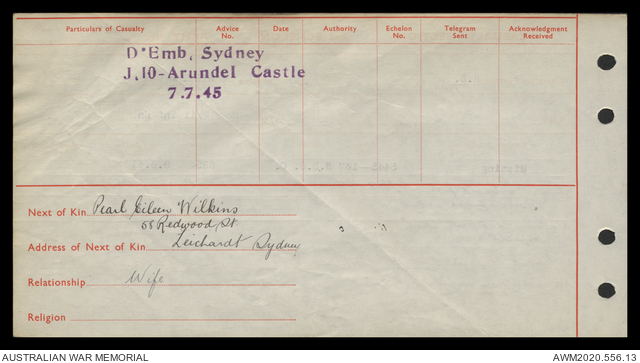 Particulars of Casualty Advice No. Date Authority Echelon No. Telegram Sent Acknowledgment Received
D'Emb. Sydney
J.10-Arundel Castle
7.7.45
Next of Kin Pearl Eileen Wilkins
55 Redwood St
Address of Next of Kin Leichardt Sydney
Relationship Wife
Religion
AUSTRALIAN WAR MEMORIAL AWM2020.556.13